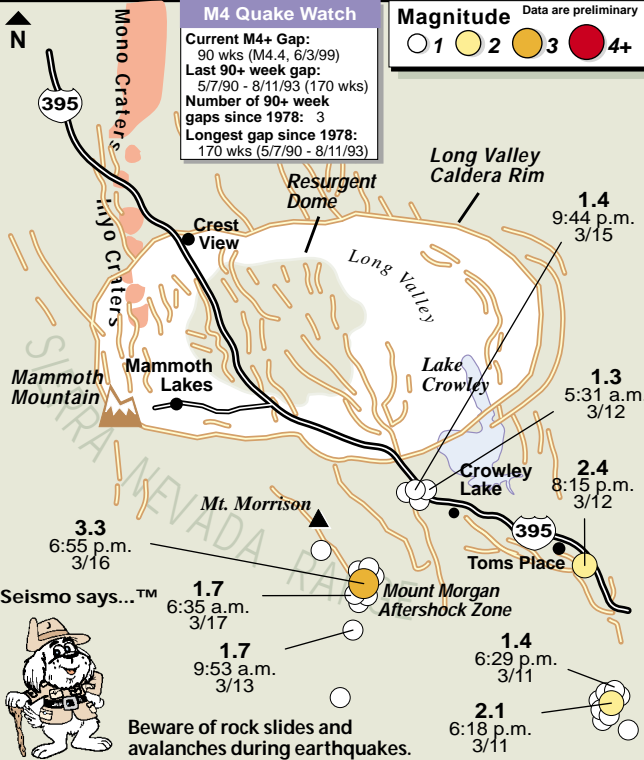 N
M4 Quake Watch
Current M4+ Gap:
90 wks (M4.4, 6/3/99)
Last 90+ week gap:
5/7/90 - 8/11/93 (170 wks)
Number of 90+ week
gaps since 1978: 3
Longest gap since 1978:
170 wks (5/7/90 - 8/11/93)
Magnitude
Data are preliminary
1 2 3 4+
Mono Craters
395
Inyo Craters
Crest
View
Resurgent
Dome
Long Valley
Caldera Rim
Long Valley
1.4
9:44 p.m.
3/15
Mammoth
Mountain
Mammoth
Lakes
Lake
Crowley
1.3
5:31 a.m.
3/12
SIERRA NEVADA RANGE
Crowley
Lake
2.4
8:15 p.m.
3/12
Mt. Morrison
395
Toms Place
3.3
6:55 p.m.
3/16
Mount Morgan
Aftershock Zone
1.7
6:35 a.m.
3/17
Seismo says...™
1.7
9:53 a.m.
3/13
1.4
6:29 p.m.
3/11
2.1
6:18 p.m.
3/11
Beware of rock slides and
avalanches during earthquakes.